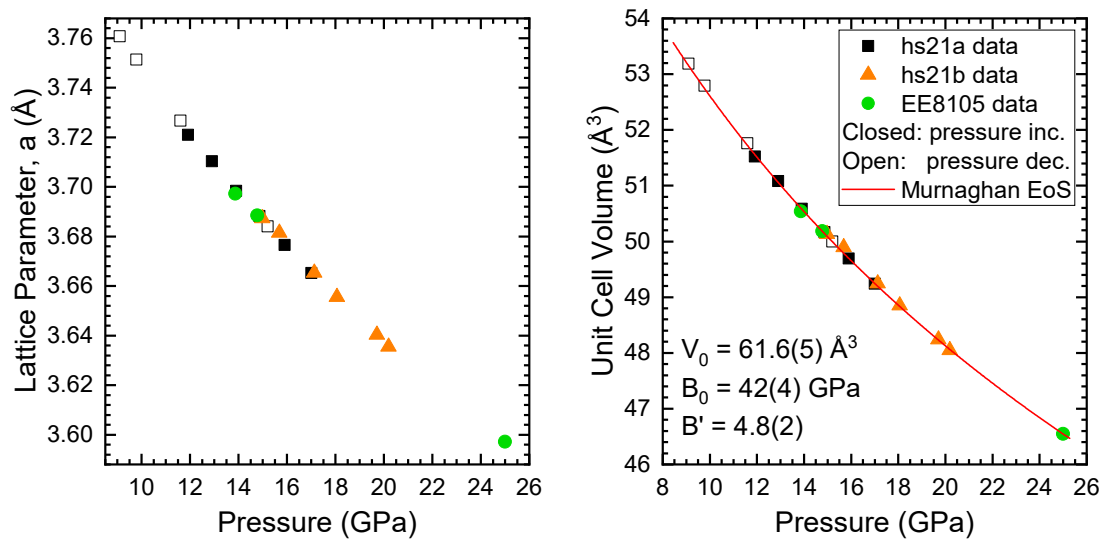 3.76
3.74
3.72
3.70
3.68
3.66
3.64
3.62
3.60
Lattice Parameter, a (Å)
10 12 14 16 18 20 22 24 26
Pressure (GPa)
54
53
52
51
50
49
48
47
46
Unit Cell Volume (Å³)
hs21a data
hs21b data
EE8105 data
Closed: pressure inc.
Open: pressure dec.
Murnaghan EoS
V₀ = 61.6(5) Å³
B₀ = 42(4) GPa
B' = 4.8(2)
8 10 12 14 16 18 20 22 24 26
Pressure (GPa)